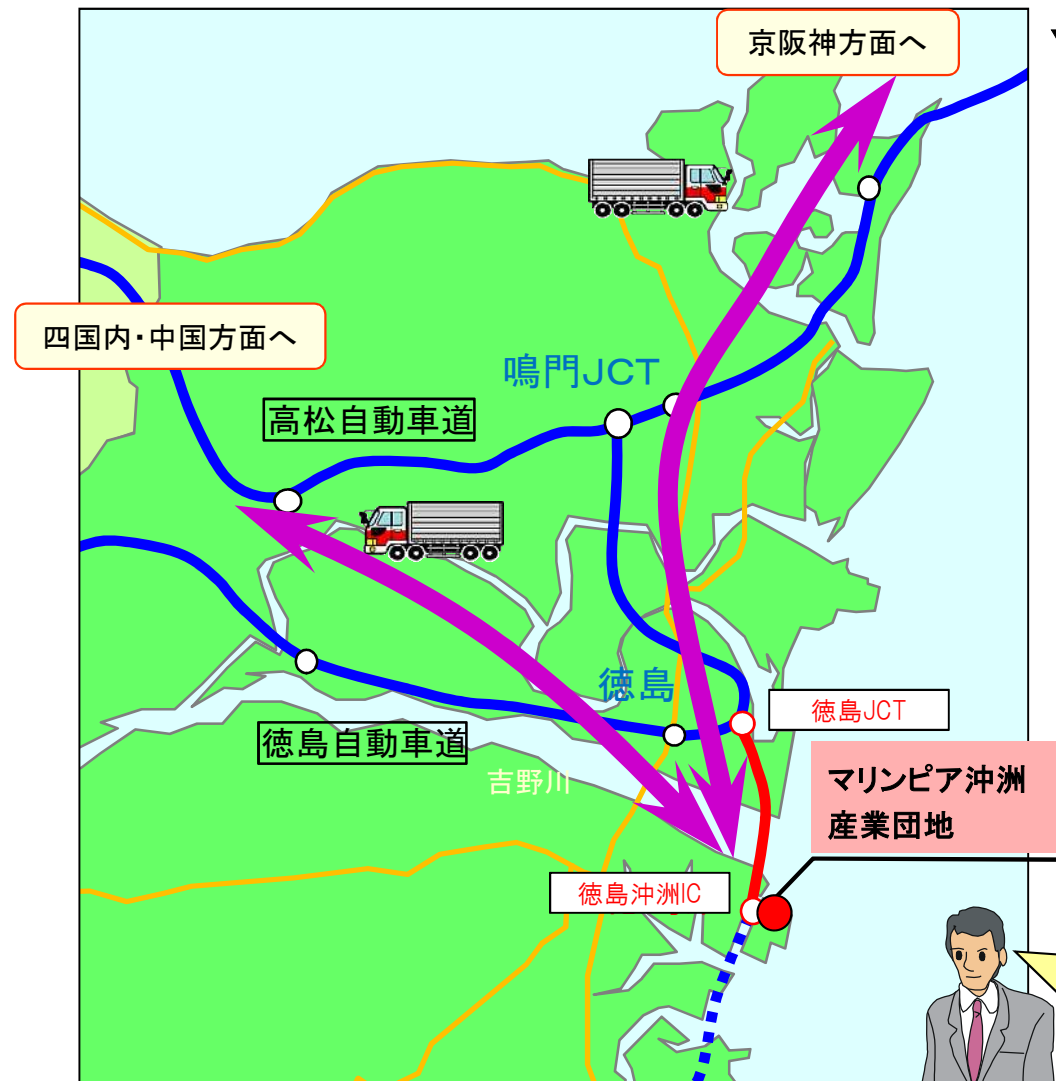 京阪神方面へ
四国内・中国方面へ
鳴門JCT
高松自動車道
徳島
徳島JCT
徳島自動車道
吉野川
マリンピア沖洲
産業団地
徳島沖洲IC